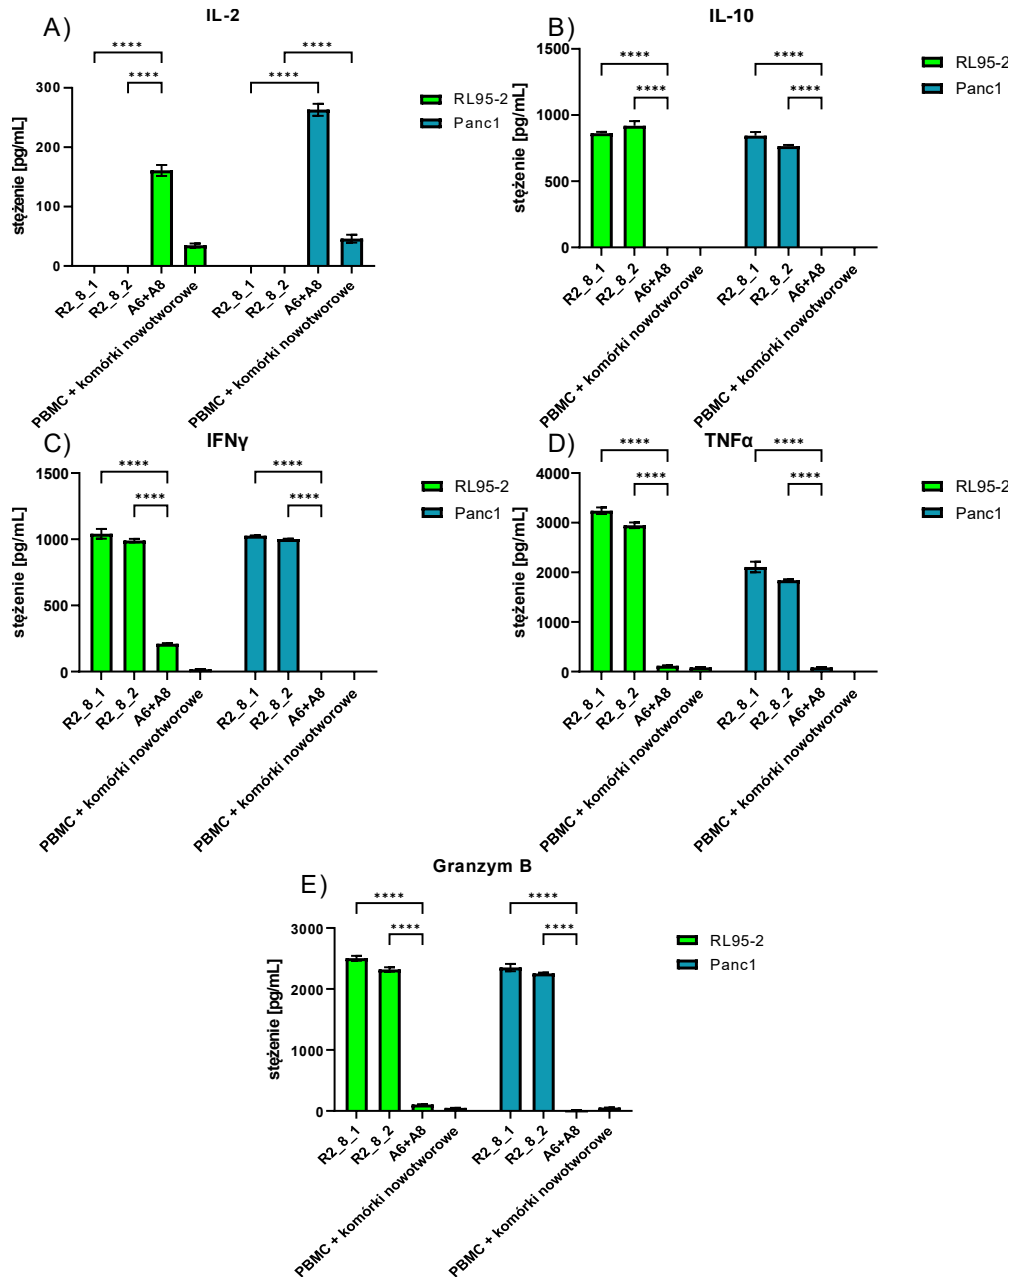 A)
IL-2
****
****
****
****
stężenie [pg/mL]
300
200
100
0
RL95-2
Panc1
R2_8_1
R2_8_2
A6+A8
PBMC + komórki nowotworowe
R2_8_1
R2_8_2
A6+A8
PBMC + komórki nowotworowe
B)
IL-10
****
****
****
****
stężenie [pg/mL]
1500
1000
500
0
RL95-2
Panc1
R2_8_1
R2_8_2
A6+A8
PBMC + komórki nowotworowe
R2_8_1
R2_8_2
A6+A8
PBMC + komórki nowotworowe
C)
IFNγ
****
****
****
****
stężenie [pg/mL]
1500
1000
500
0
RL95-2
Panc1
R2_8_1
R2_8_2
A6+A8
PBMC + komórki nowotworowe
R2_8_1
R2_8_2
A6+A8
PBMC + komórki nowotworowe
D)
TNFα
****
****
****
****
stężenie [pg/mL]
4000
3000
2000
1000
0
RL95-2
Panc1
R2_8_1
R2_8_2
A6+A8
PBMC + komórki nowotworowe
R2_8_1
R2_8_2
A6+A8
PBMC + komórki nowotworowe
E)
Granzym B
****
****
****
****
stężenie [pg/mL]
3000
2000
1000
0
RL95-2
Panc1
R2_8_1
R2_8_2
A6+A8
PBMC + komórki nowotworowe
R2_8_1
R2_8_2
A6+A8
PBMC + komórki nowotworowe